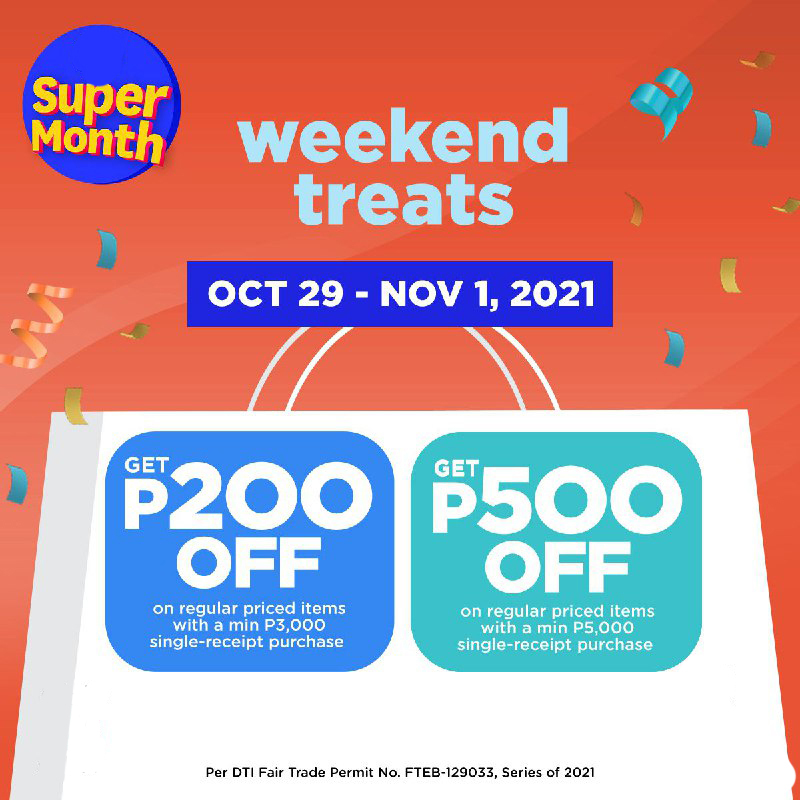 Super
Month
weekend
treats
OCT 29 - NOV 1, 2021
GET
P200
OFF
on regular priced items
with a min P3,000
single-receipt purchase
GET
P500
OFF
on regular priced items
with a min P5,000
single-receipt purchase
Per DTI Fair Trade Permit No. FTEB-129033, Series of 2021